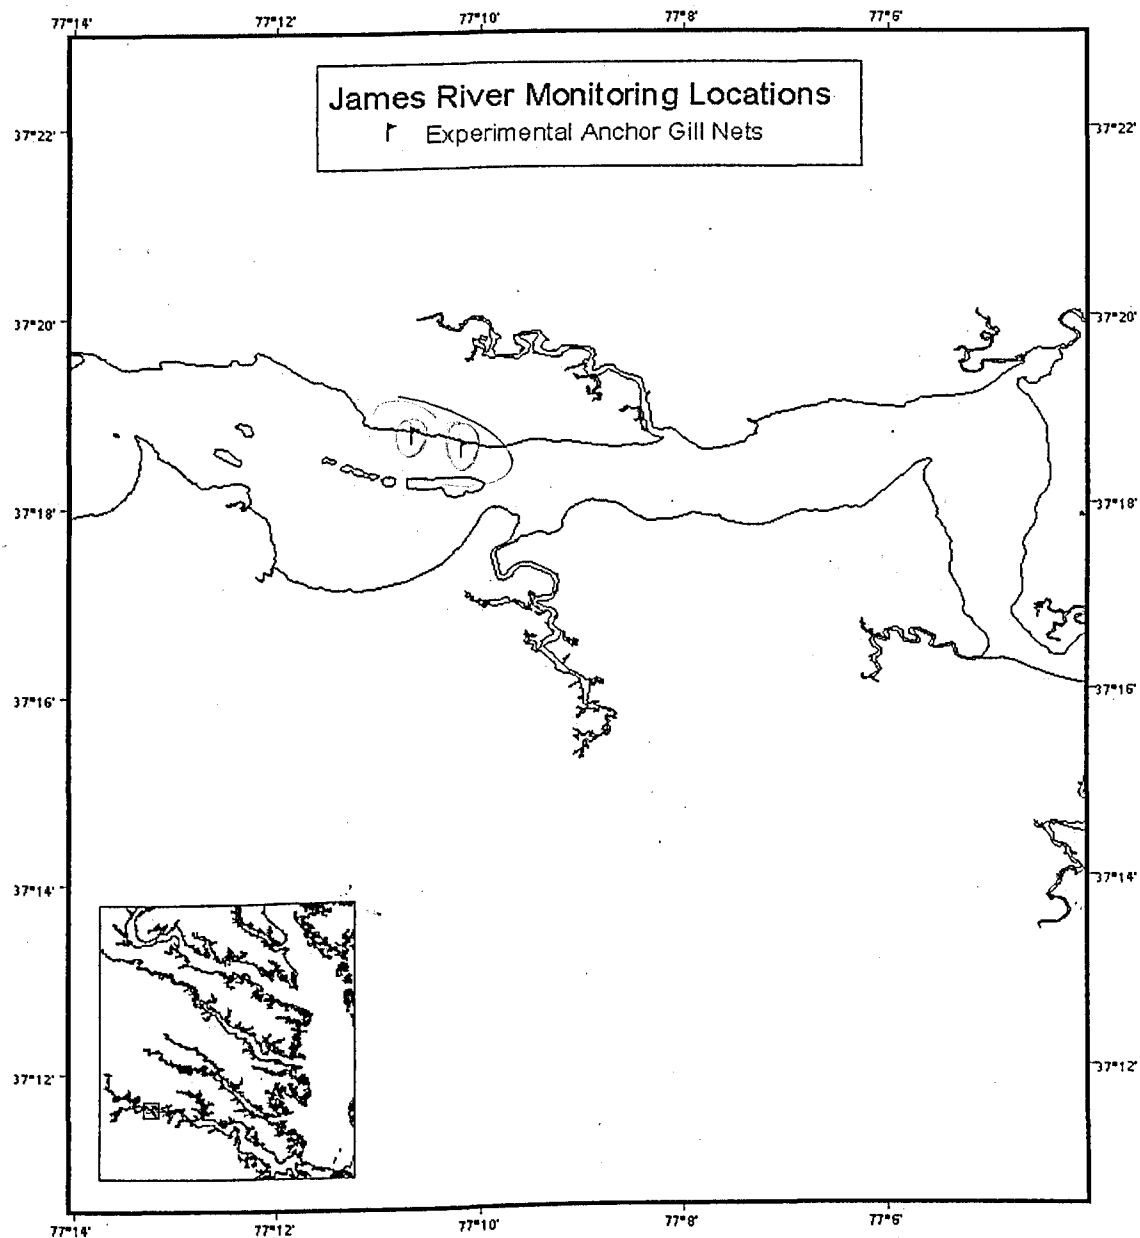 77°14' 77°12' 77°10' 77°8' 77°6'
James River Monitoring Locations
Experimental Anchor Gill Nets
37°22' 37°22'
37°20' 37°20'
37°18' 37°18'
37°16' 37°16'
37°14' 37°14'
37°12' 37°12'
77°14' 77°12' 77°10' 77°8' 77°6'